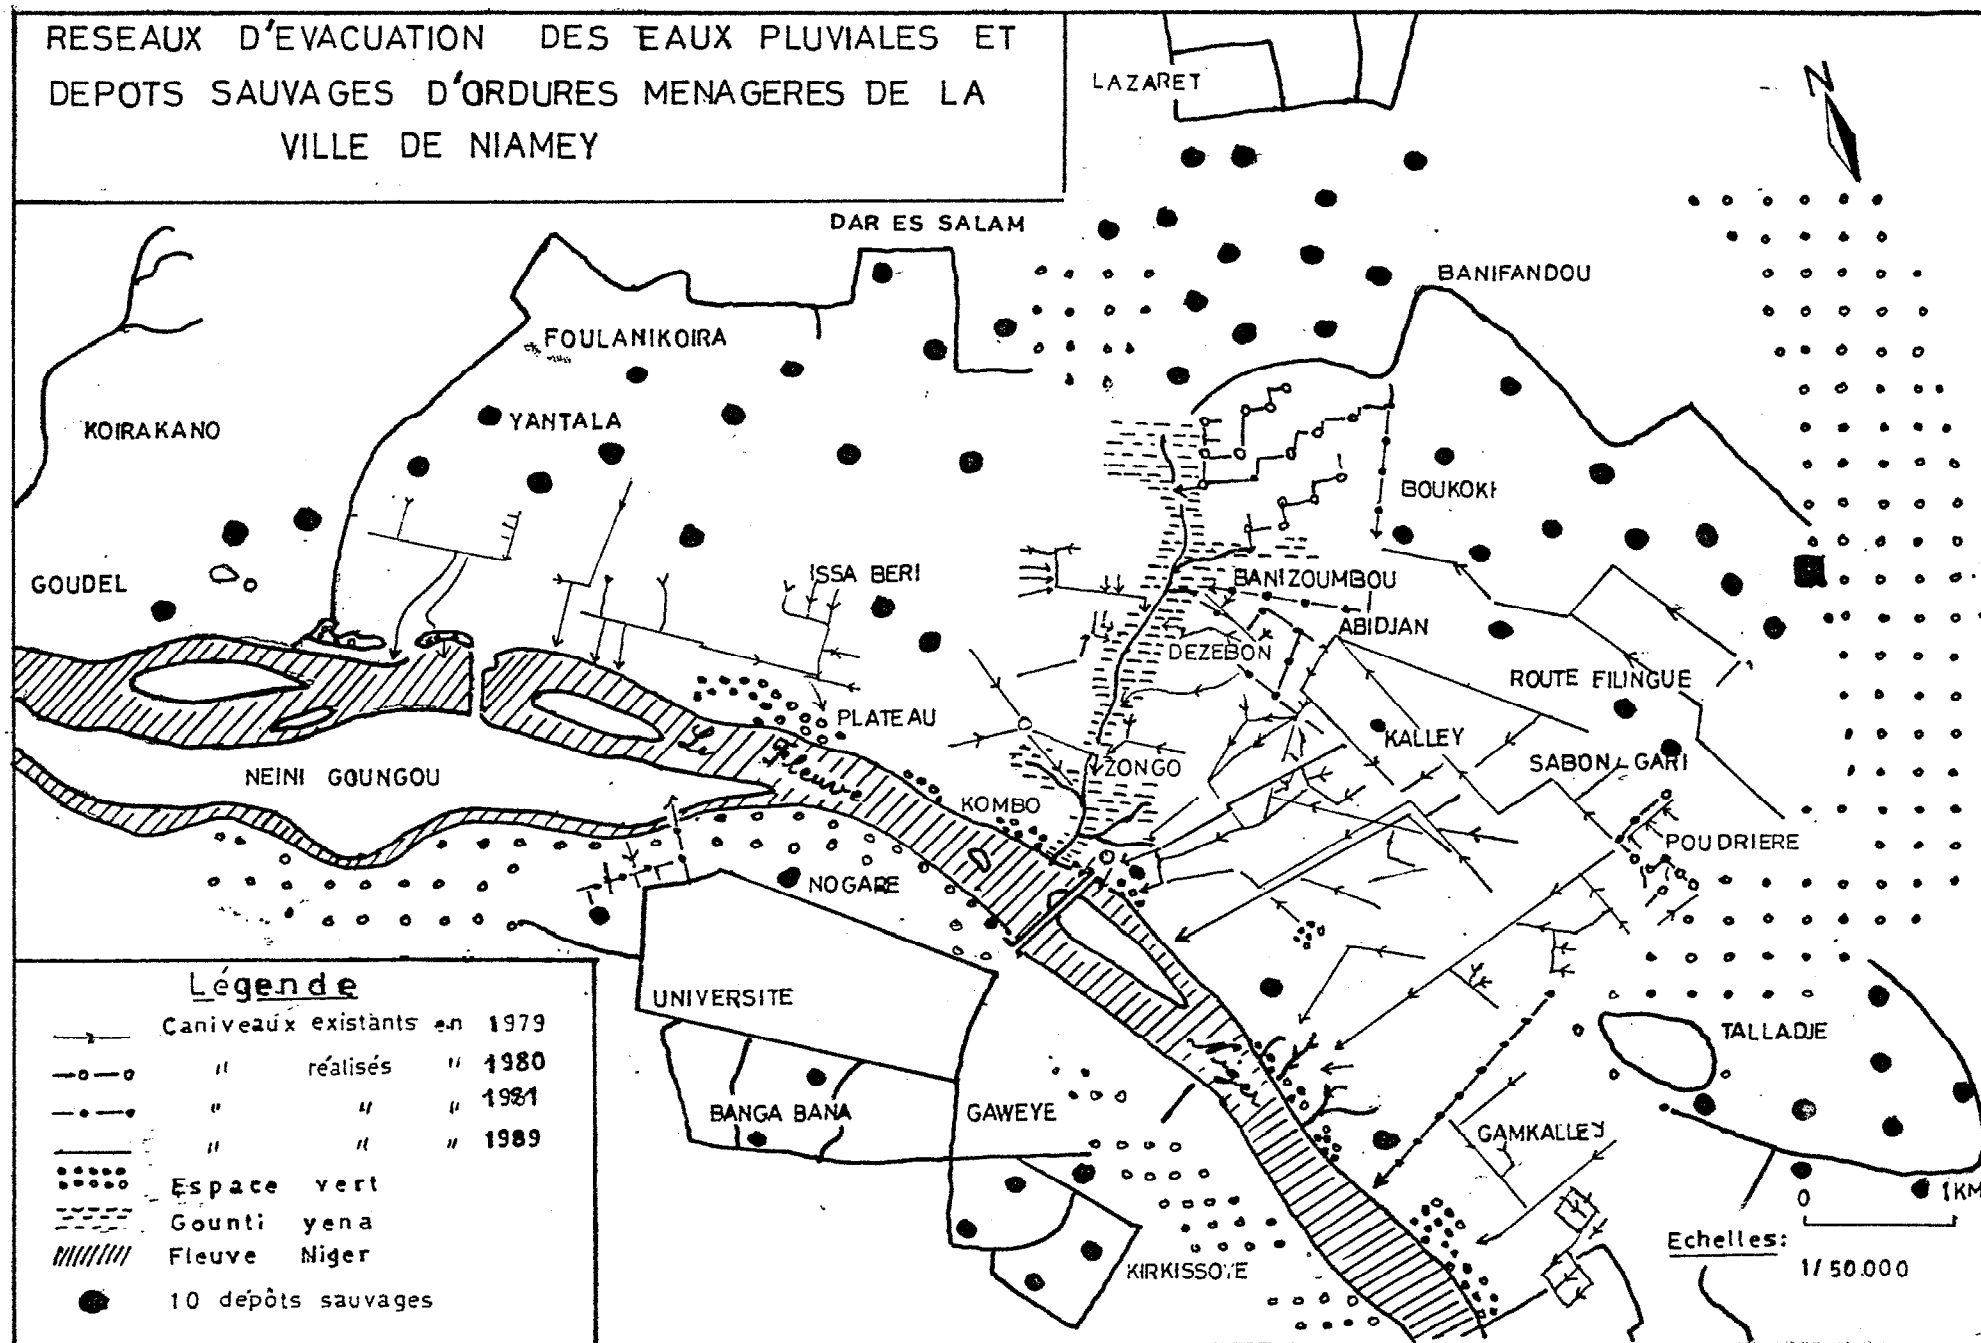 RESEAUX D'EVACUATION DES EAUX PLUVIALES ET
DEPOTS SAUVAGES D'ORDURES MENAGERES DE LA
VILLE DE NIAMEY
LAZARET
N
DAR ES SALAM
BANIFANDOU
FOULANIKOIRA
YANTALA
KOIRAKANO
BOUKOKI
GOUDEL
ISSA BERI
BANIZOUMBOU
ABIDJAN
DEZEBON
ROUTE FILINGUE
PLATEAU
KALLEY
SABON-GARI
Le Fleuve Niger
NEINI GOUNGOU
ZONGO
KOMBO
POUDRIERE
NOGARE
UNIVERSITE
TALLADJE
BANGA BANA
GAWEYE
GAMKALLEY
KIRKISSOYE
Légende
Caniveaux existants en 1979
" réalisés " 1980
" " " 1981
" " " 1989
Espace vert
Gounti yena
Fleuve Niger
10 depôts sauvages
0 1KM
Echelles:
1/50.000